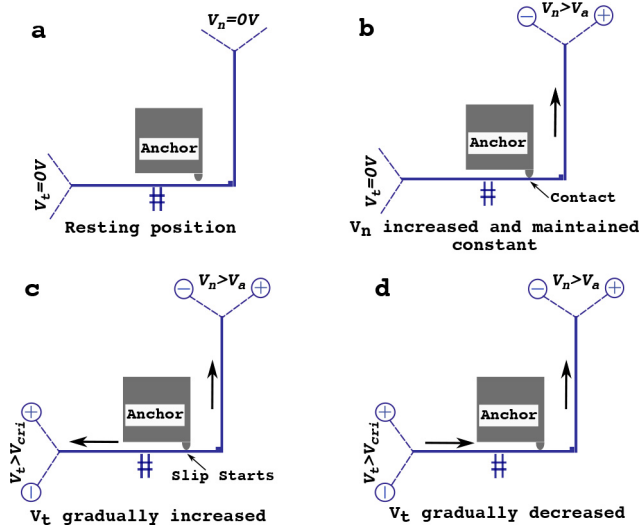 a
Vn=0V
Anchor
Vt=0V
Resting position
b
Vn>Va
− +
Anchor
Vt=0V
Contact
Vn increased and maintained
constant
c
Vn>Va
− +
Anchor
+
Vt>Vcri
−
Slip Starts
Vt gradually increased
d
Vn>Va
− +
Anchor
+
Vt>Vcri
−
Vt gradually decreased